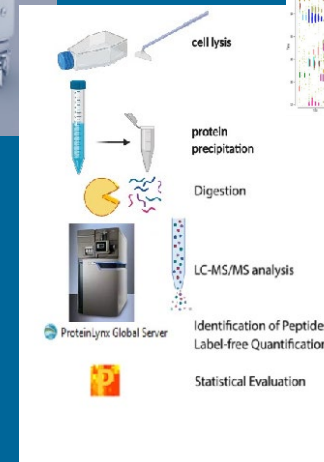 cell lysis
protein
precipitation
Digestion
LC-MS/MS analysis
ProteinLynx Global Server
Identification of Peptide
Label-free Quantification
Statistical Evaluation
P